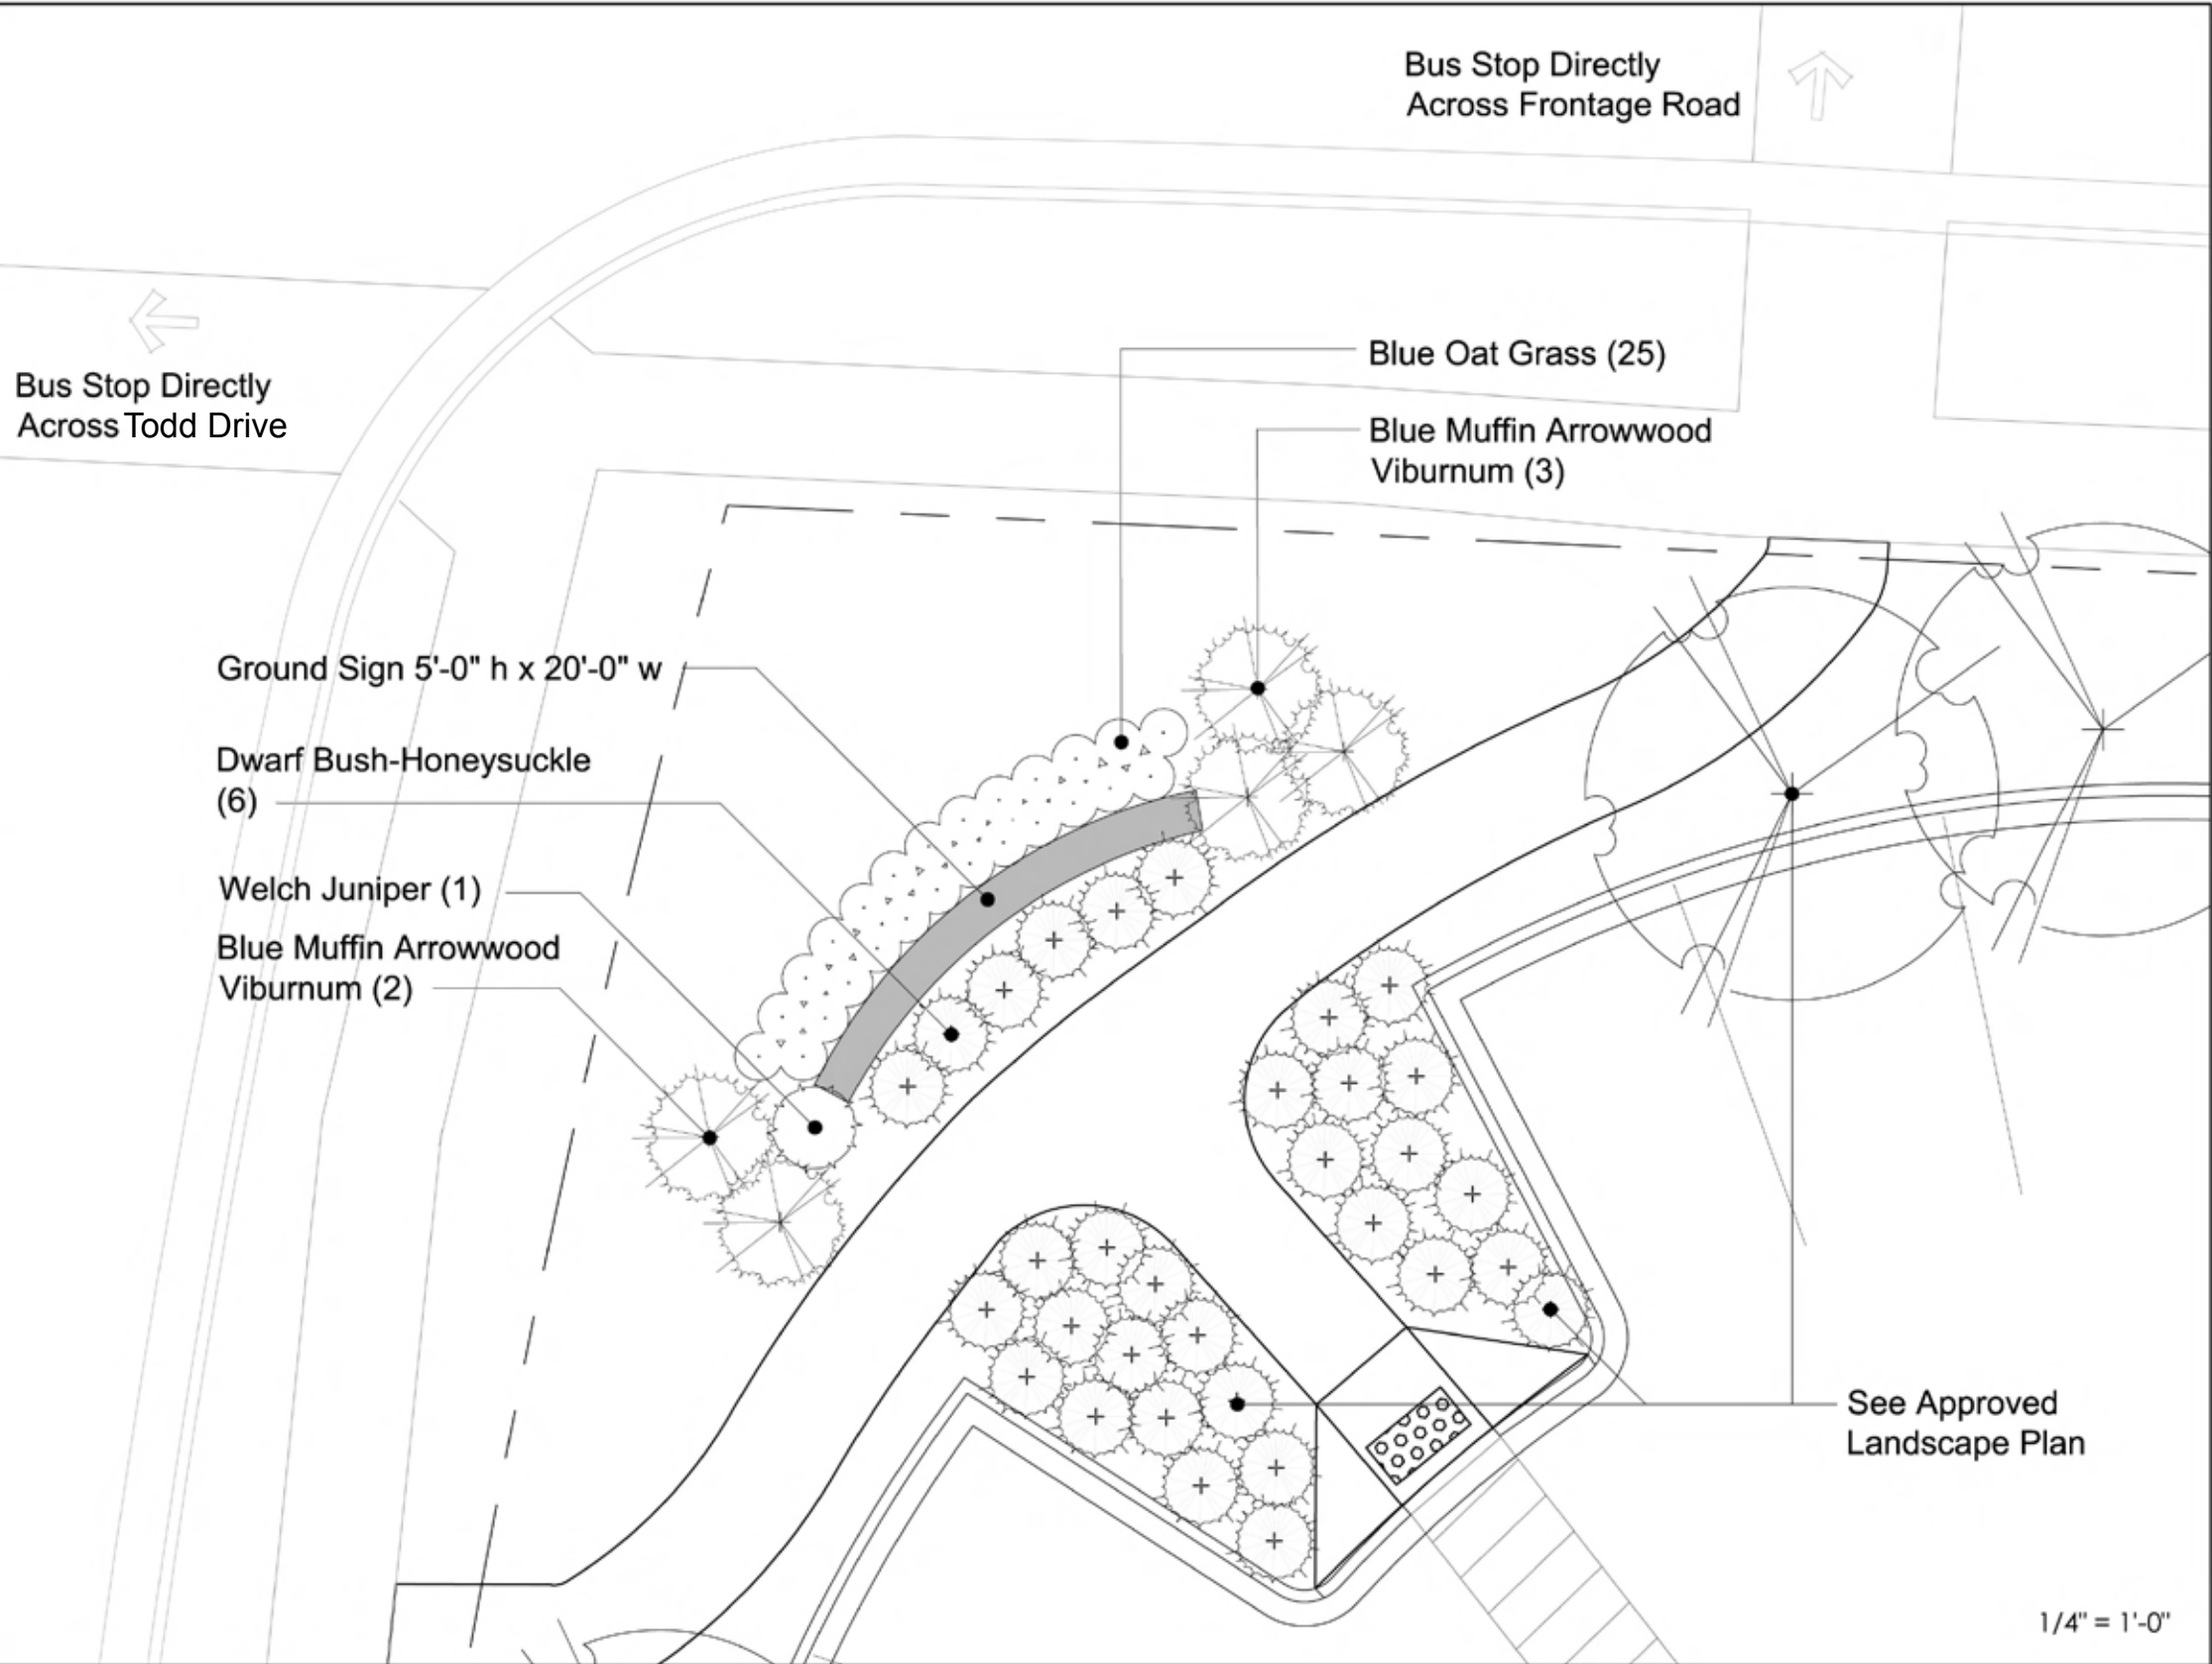 Bus Stop Directly
Across Frontage Road
Bus Stop Directly
Across Todd Drive
Blue Oat Grass (25)
Blue Muffin Arrowwood
Viburnum (3)
Ground Sign 5'-0" h x 20'-0" w
Dwarf Bush-Honeysuckle
(6)
Welch Juniper (1)
Blue Muffin Arrowwood
Viburnum (2)
See Approved
Landscape Plan
1/4" = 1'-0"